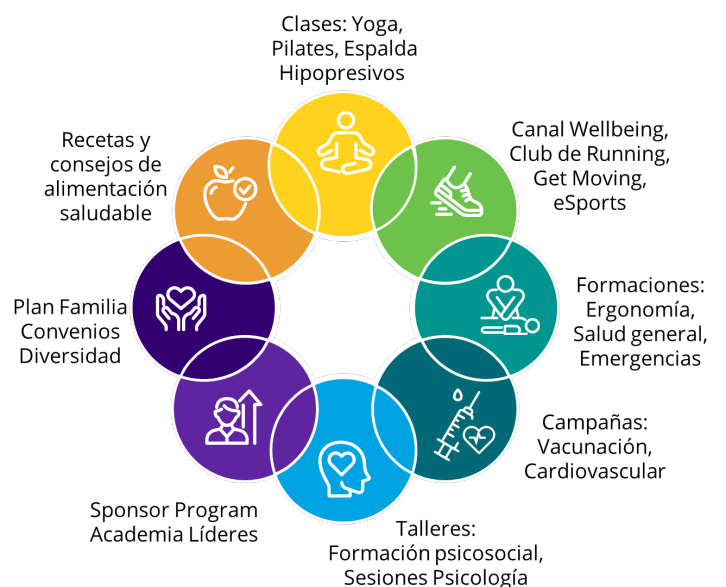 Clases: Yoga,
Pilates, Espalda
Hipopresivos
Canal Wellbeing,
Club de Running,
Get Moving,
eSports
Formaciones:
Ergonomía,
Salud general,
Emergencias
Campañas:
Vacunación,
Cardiovascular
Talleres:
Formación psicosocial,
Sesiones Psicología
Sponsor Program
Academia Líderes
Plan Familia
Convenios
Diversidad
Recetas y
consejos de
alimentación
saludable